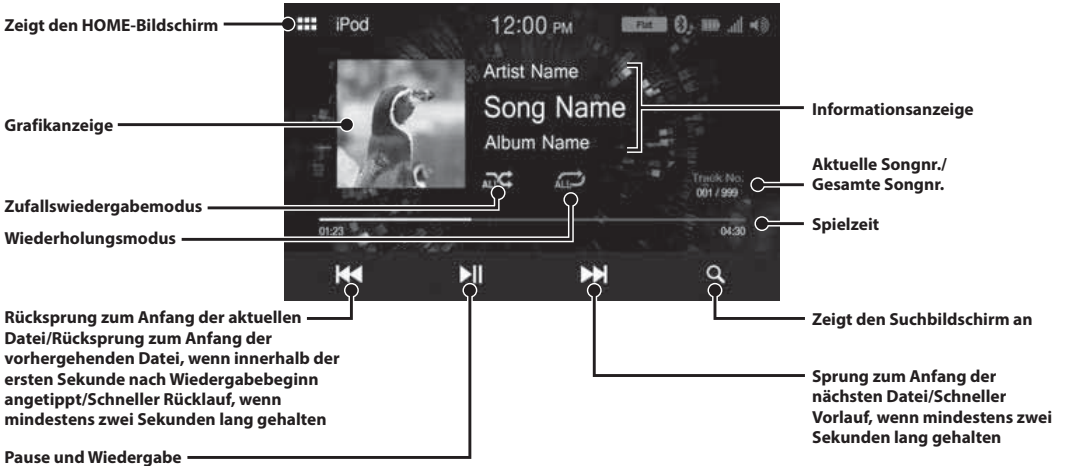 Zeigt den HOME-Bildschirm
iPod
12:00 PM
Flat
Artist Name
Song Name
Album Name
Grafikanzeige
Informationsanzeige
Aktuelle Songnr./
Gesamte Songnr.
ALL
ALL
Track No.
001 / 999
Zufallswiedergabemodus
Wiederholungsmodus
Spielzeit
01:23
04:30
Rücksprung zum Anfang der aktuellen
Datei/Rücksprung zum Anfang der
vorhergehenden Datei, wenn innerhalb der
ersten Sekunde nach Wiedergabebeginn
angetippt/Schneller Rücklauf, wenn
mindestens zwei Sekunden lang gehalten
Pause und Wiedergabe
Zeigt den Suchbildschirm an
Sprung zum Anfang der
nächsten Datei/Schneller
Vorlauf, wenn mindestens zwei
Sekunden lang gehalten